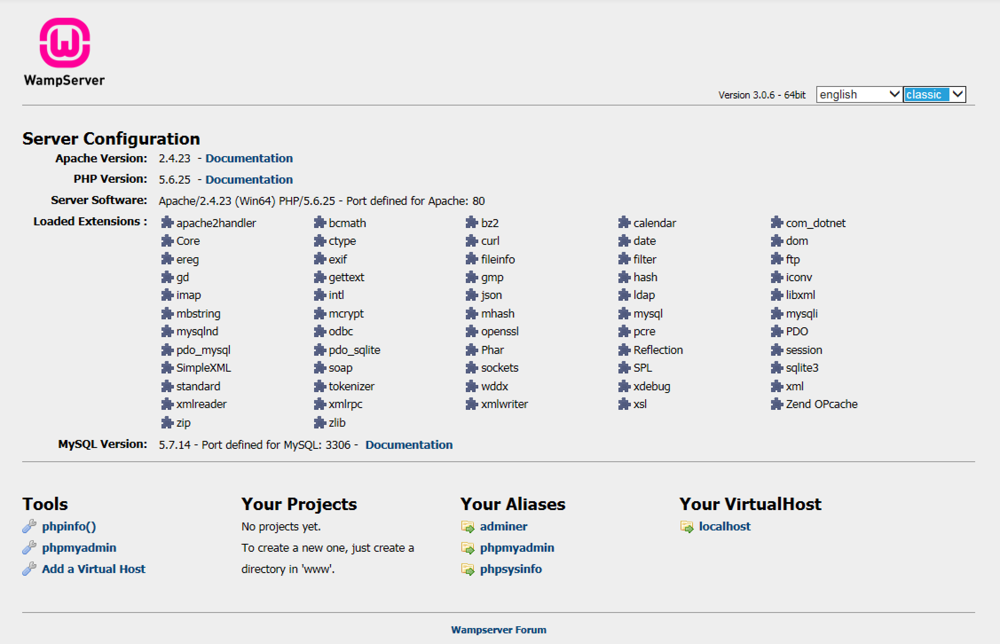 WampServer
Version 3.0.6 - 64bit english classic
Server Configuration
Apache Version: 2.4.23 - Documentation
PHP Version: 5.6.25 - Documentation
Server Software: Apache/2.4.23 (Win64) PHP/5.6.25 - Port defined for Apache: 80
Loaded Extensions : apache2handler bcmath bz2 calendar com_dotnet
Core ctype curl date dom
ereg exif fileinfo filter ftp
gd gettext gmp hash iconv
imap intl json ldap libxml
mbstring mcrypt mhash mysql mysqli
mysqlnd odbc openssl pcre PDO
pdo_mysql pdo_sqlite Phar Reflection session
SimpleXML soap sockets SPL sqlite3
standard tokenizer wddx xdebug xml
xmlreader xmlrpc xmlwriter xsl Zend OPcache
zip zlib
MySQL Version: 5.7.14 - Port defined for MySQL: 3306 - Documentation
Tools
phpinfo()
phpmyadmin
Add a Virtual Host
Your Projects
No projects yet.
To create a new one, just create a
directory in 'www'.
Your Aliases
adminer
phpmyadmin
phpsysinfo
Your VirtualHost
localhost
Wampserver Forum